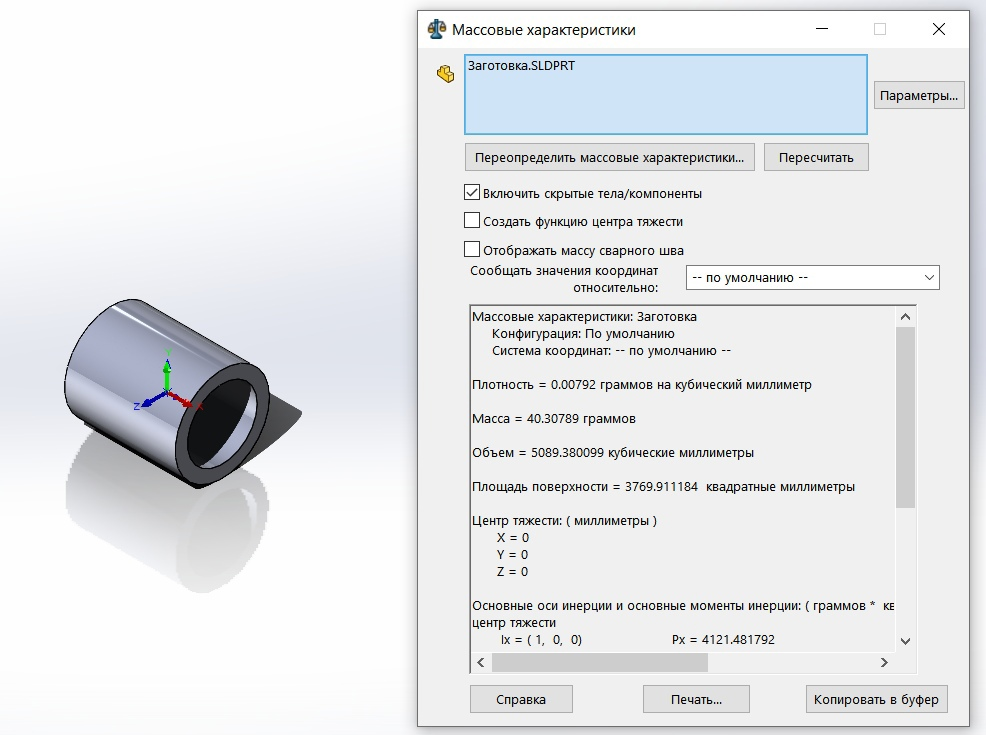 Массовые характеристики
Заготовка.SLDPRT
Параметры...
Переопределить массовые характеристики...
Пересчитать
Включить скрытые тела/компоненты
Создать функцию центра тяжести
Отображать массу сварного шва
Сообщать значения координат
относительно:
-- по умолчанию --
Массовые характеристики: Заготовка
Конфигурация: По умолчанию
Система координат: -- по умолчанию --
Плотность = 0.00792 граммов на кубический миллиметр
Масса = 40.30789 граммов
Объем = 5089.380099 кубические миллиметры
Площадь поверхности = 3769.911184 квадратные миллиметры
Центр тяжести: ( миллиметры )
X = 0
Y = 0
Z = 0
Основные оси инерции и основные моменты инерции: ( граммов * кв
центр тяжести
Ix = ( 1, 0, 0) Px = 4121.481792
Справка
Печать...
Копировать в буфер
Y
Z
X